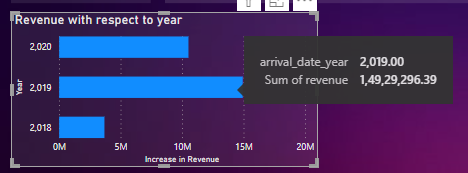 Revenue with respect to year
2,020
2,019
2,018
Year
0M 5M 10M 15M 20M
Increase in Revenue
arrival_date_year 2,019.00
Sum of revenue 1,49,29,296.39